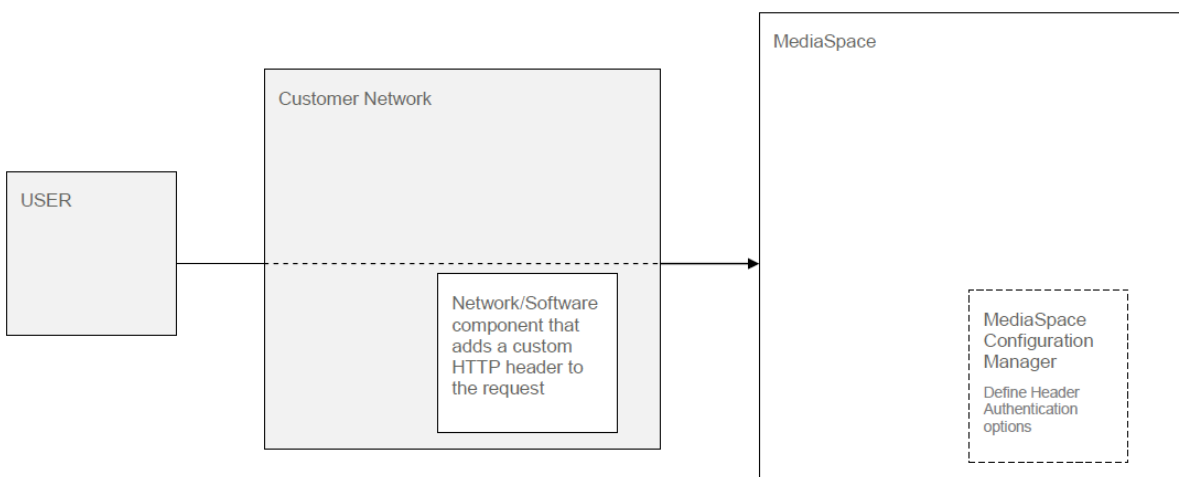 MediaSpace
Customer Network
USER
Network/Software
component that
adds a custom
HTTP header to
the request
MediaSpace
Configuration
Manager
Define Header
Authentication
options